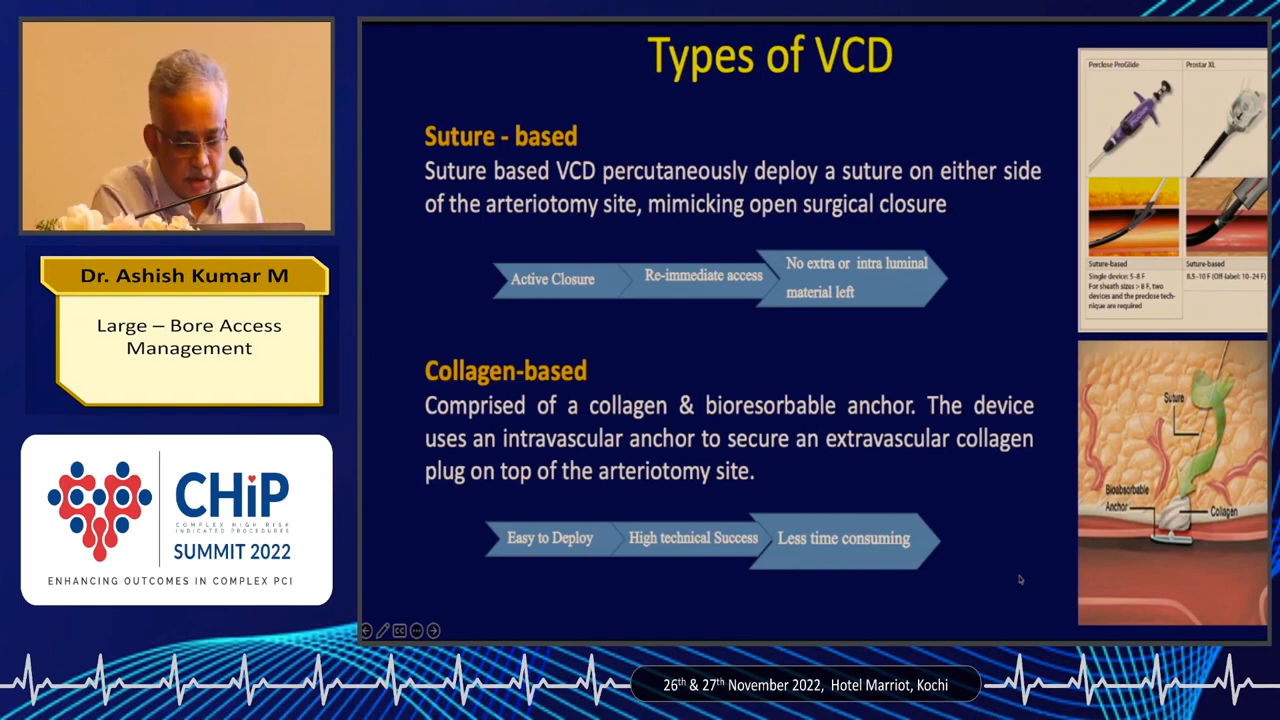 Types of VCD
Suture - based
Suture based VCD percutaneously deploy a suture on either side
of the arteriotomy site, mimicking open surgical closure
Active Closure
Re-immediate access
No extra or intra luminal
material left
Collagen-based
Comprised of a collagen & bioresorbable anchor. The device
uses an intravascular anchor to secure an extravascular collagen
plug on top of the arteriotomy site.
Easy to Deploy
High technical Success
Less time consuming
Perclose ProGlide
Prostar XL
Suture-based
Single device: 5-8 F
For sheath sizes > 8 F, two
devices and the preclose tech-
nique are required
Suture-based
8.5-10 F (Off-label: 10-24 F)
Suture
Bioabsorbable
Anchor
Collagen
Dr. Ashish Kumar M
Large – Bore Access
Management
CHiP
COMPLEX HIGH RISK
INDICATED PROCEDURES
SUMMIT 2022
ENHANCING OUTCOMES IN COMPLEX PCI
CC
26th & 27th November 2022, Hotel Marriot, Kochi